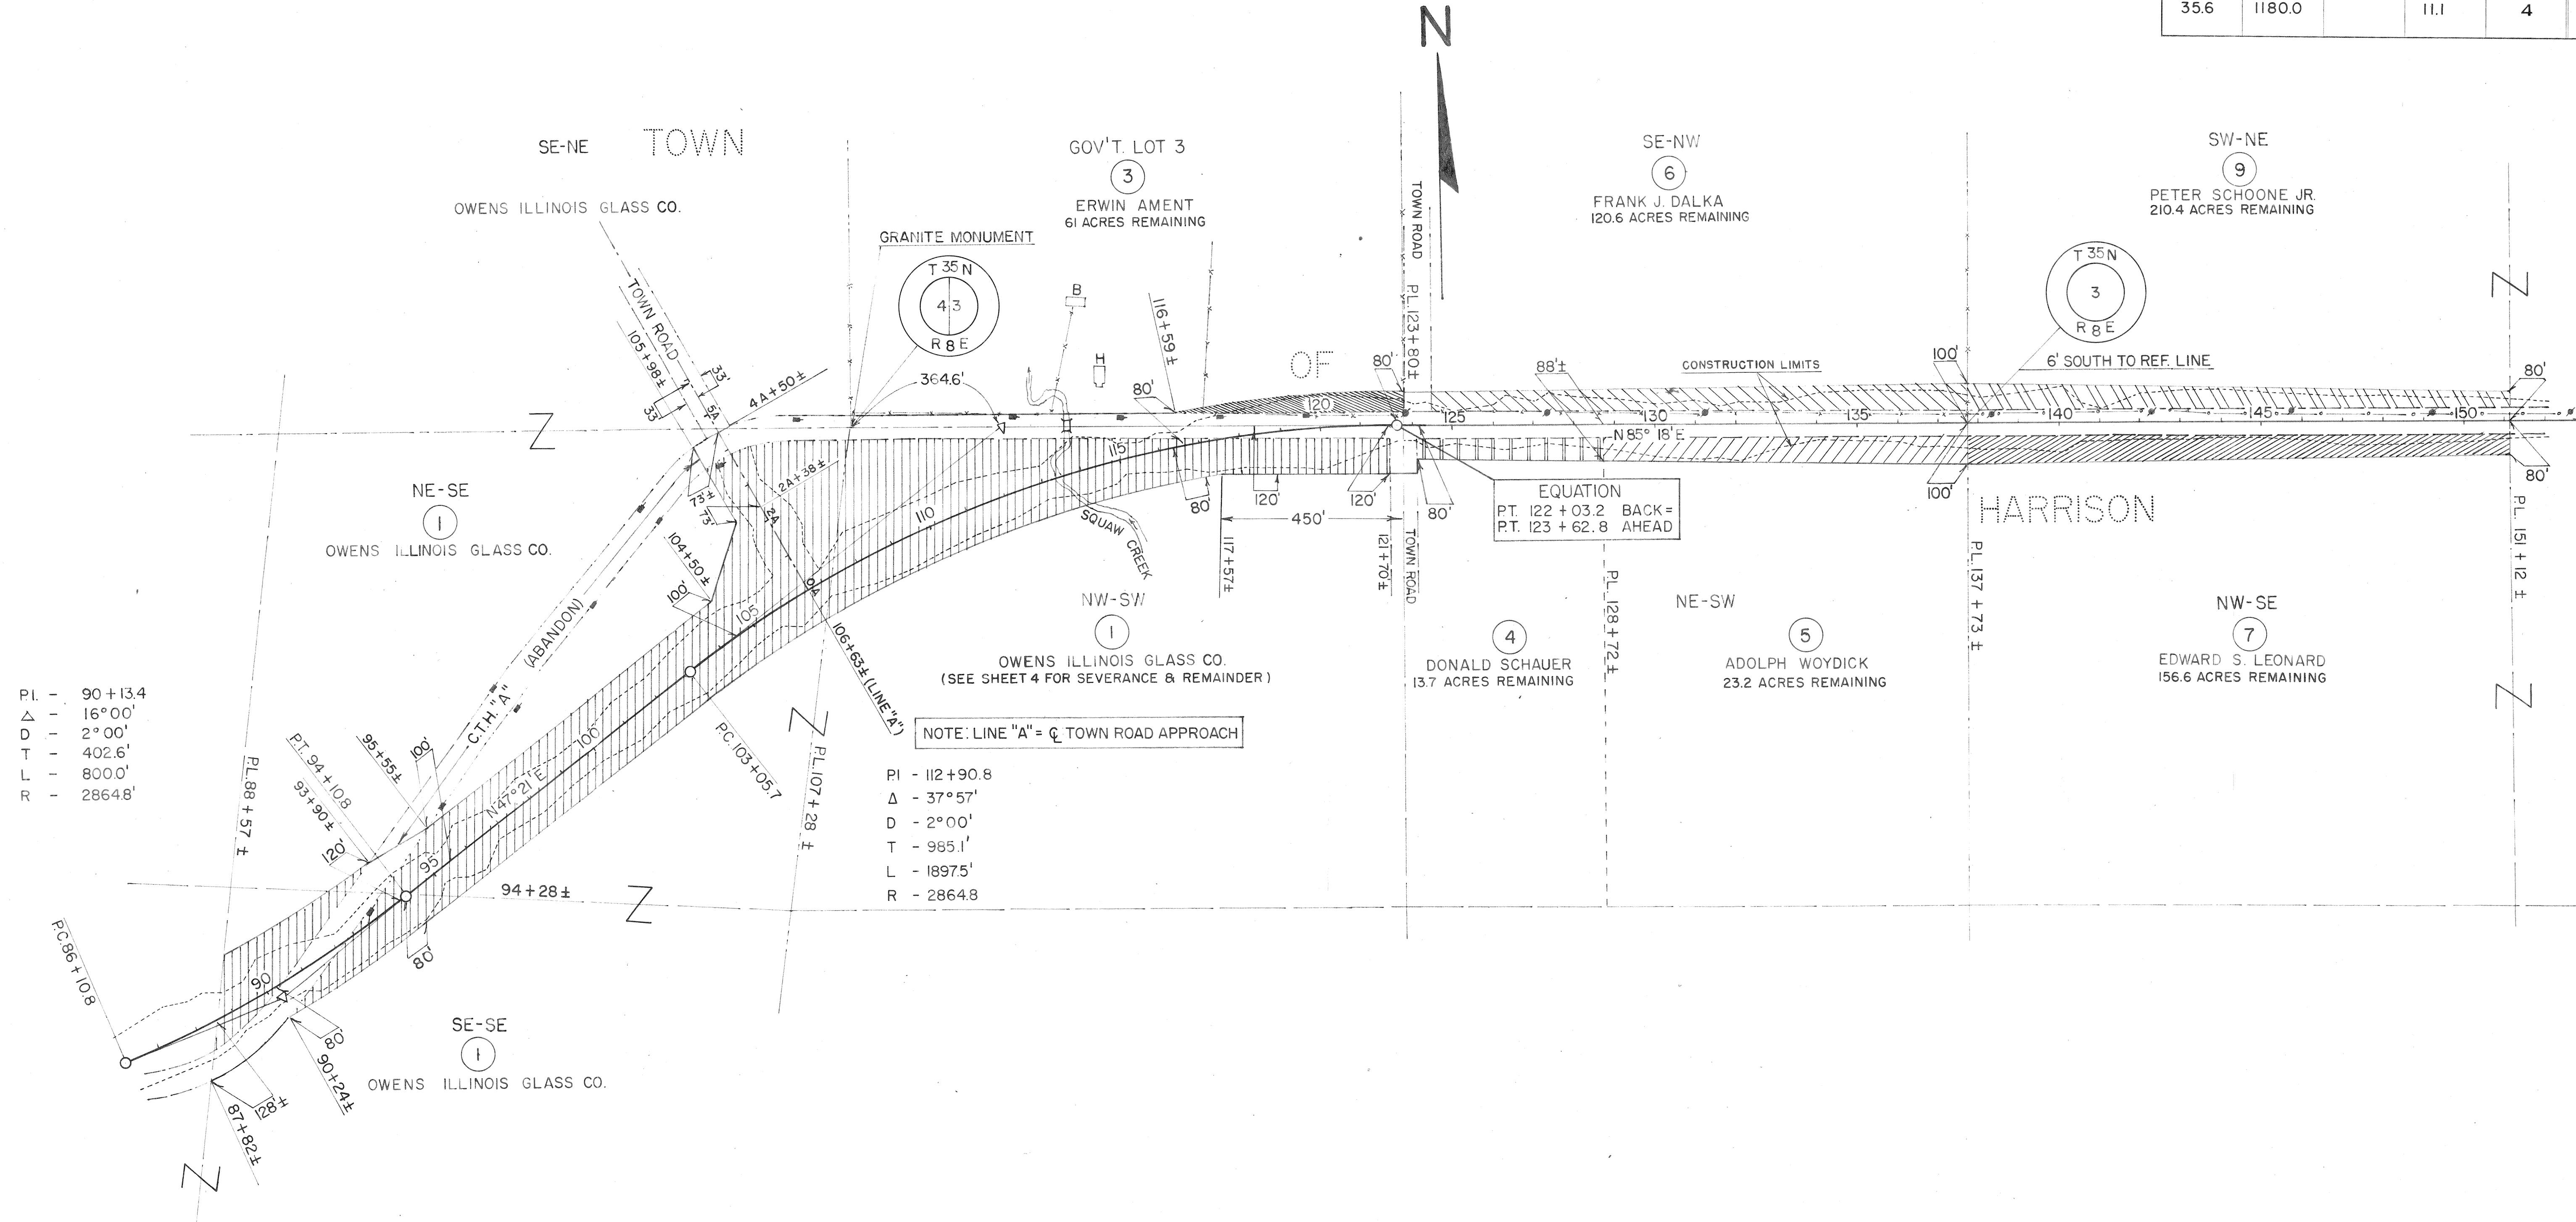 35.6 1180.0 11.1 4
N
SE-NE
TOWN
OWENS ILLINOIS GLASS CO.
GOV'T. LOT 3
3
ERWIN AMENT
61 ACRES REMAINING
SE-NW
6
FRANK J. DALKA
120.6 ACRES REMAINING
SW-NE
9
PETER SCHOONE JR.
210.4 ACRES REMAINING
GRANITE MONUMENT
T 35 N
4 3
R 8 E
T 35 N
3
R 8 E
TOWN ROAD
P.L. 123+80±
TOWN ROAD
105+98±
33'
33'
5A
4A+50±
364.6'
B
H
116+59±
80'
OF
80'
88'±
CONSTRUCTION LIMITS
100'
6' SOUTH TO REF. LINE
80'
120
125
130
135
140
145
150
N 85° 18' E
73'±
73'
2A+38±
2A
0A
104+50±
100'
105
110
115
SQUAW CREEK
80'
120'
120'
80'
450'
117+57±
121+70±
TOWN ROAD
EQUATION
P.T. 122+03.2 BACK =
P.T. 123+62.8 AHEAD
100'
80'
HARRISON
NE-SE
1
OWENS ILLINOIS GLASS CO.
(ABANDON)
C.T.H. "A"
NW-SW
1
OWENS ILLINOIS GLASS CO.
(SEE SHEET 4 FOR SEVERANCE & REMAINDER)
NE-SW
4
DONALD SCHAUER
13.7 ACRES REMAINING
P.L. 128+72±
5
ADOLPH WOYDICK
23.2 ACRES REMAINING
P.L. 137+73±
NW-SE
7
EDWARD S. LEONARD
156.6 ACRES REMAINING
P.L. 151+12±
106+63± (LINE "A")
NOTE: LINE "A" = ℄ TOWN ROAD APPROACH
P.I. - 90+13.4
Δ - 16°00'
D - 2°00'
T - 402.6'
L - 800.0'
R - 2864.8'
P.I - 112+90.8
Δ - 37°57'
D - 2°00'
T - 985.1'
L - 1897.5'
R - 2864.8
P.L. 88+57±
P.T. 94+10.8
93+90±
95+55±
100'
120'
95
100
N 47° 21' E
P.C. 103+05.7
P.L. 107+28±
94+28±
80'
P.C. 86+10.8
90
80'
90+24±
128'±
87+82±
SE-SE
1
OWENS ILLINOIS GLASS CO.